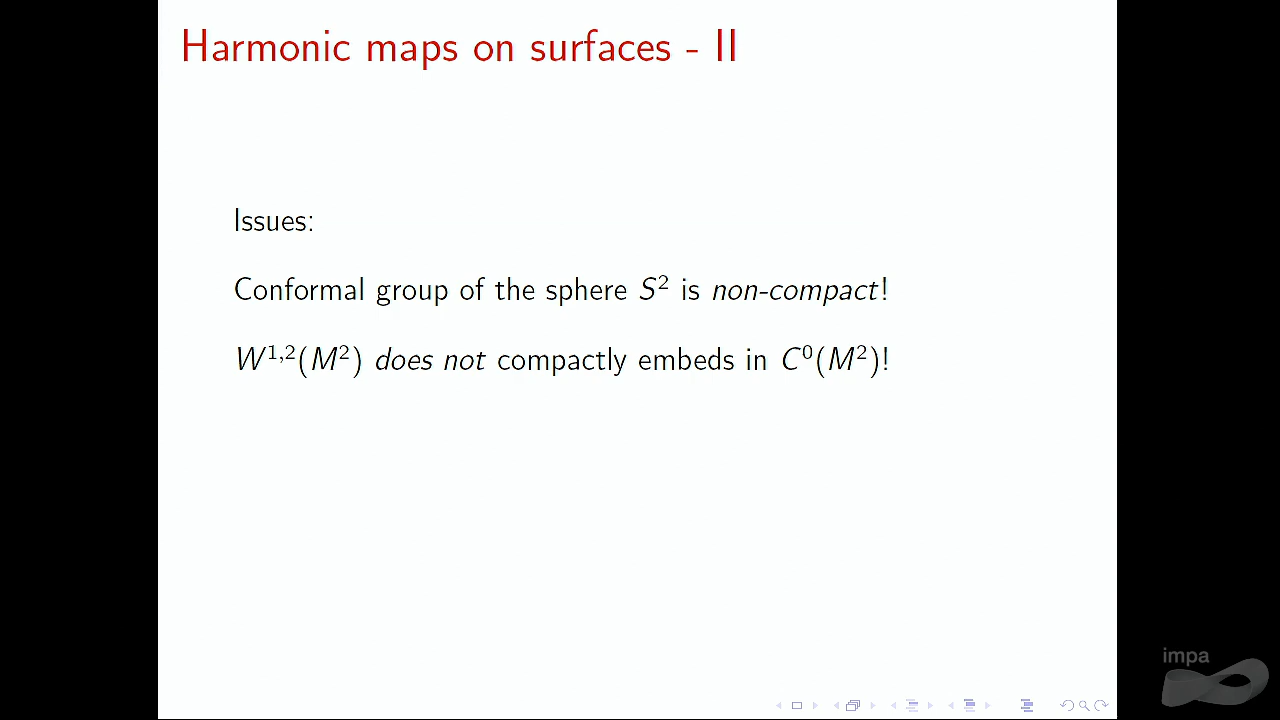 Harmonic maps on surfaces - II
Issues:
Conformal group of the sphere S² is non-compact!
W¹,²(M²) does not compactly embeds in C⁰(M²)!
impa